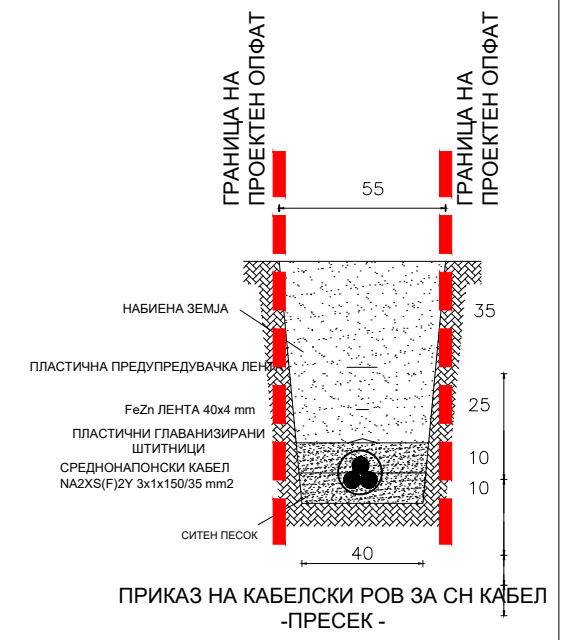 ГРАНИЦА НА
ПРОЕКТЕН ОПФАТ
ГРАНИЦА НА
ПРОЕКТЕН ОПФАТ
55
НАБИЕНА ЗЕМЈА
35
ПЛАСТИЧНА ПРЕДУПРЕДУВАЧКА ЛЕНТ
25
FeZn ЛЕНТА 40x4 mm
ПЛАСТИЧНИ ГЛАВАНИЗИРАНИ
ШТИТНИЦИ
10
СРЕДНОНАПОНСКИ КАБЕЛ
NA2XS(F)2Y 3x1x150/35 mm2
10
СИТЕН ПЕСОК
40
ПРИКАЗ НА КАБЕЛСКИ РОВ ЗА СН КАБЕЛ
-ПРЕСЕК -